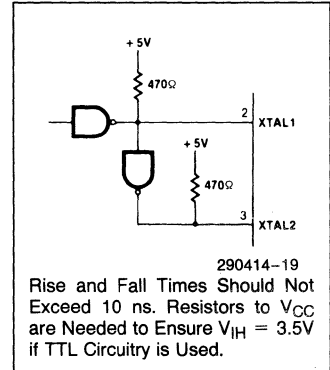 + 5V
470Ω
2
XTAL1
+ 5V
470Ω
3
XTAL2
290414-19
Rise and Fall Times Should Not
Exceed 10 ns. Resistors to VCC
are Needed to Ensure VIH = 3.5V
if TTL Circuitry is Used.